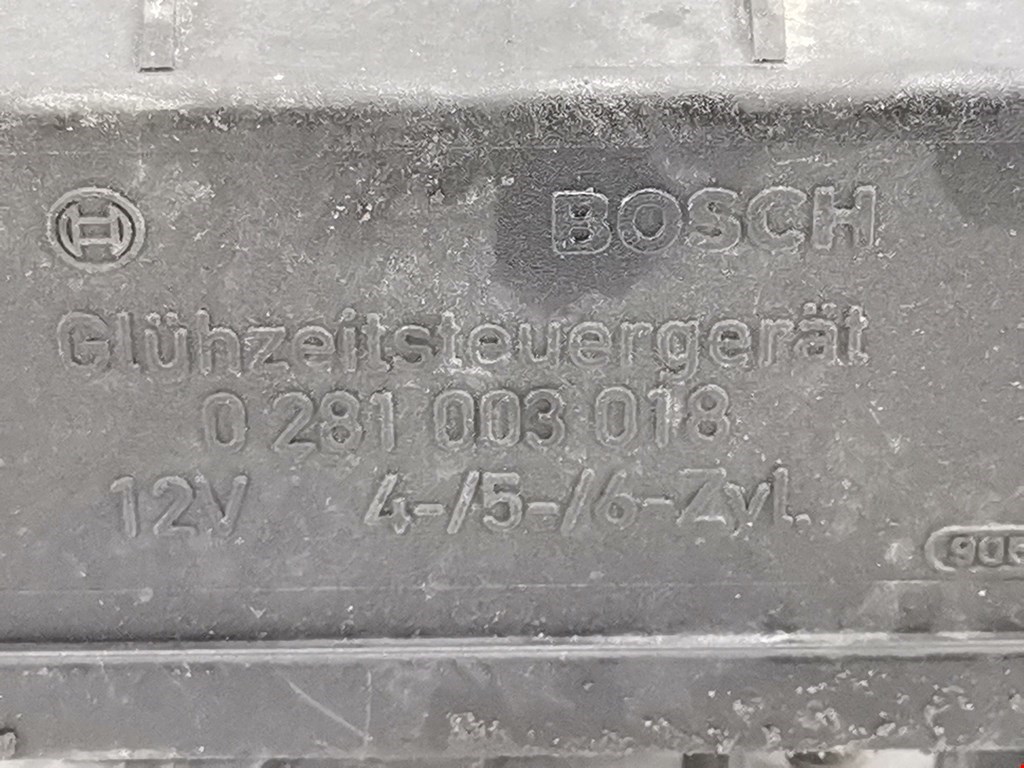 BOSCH
Glühzeitsteuergerät
0 281 003 018
12V 4-/5-/6-Zyl.